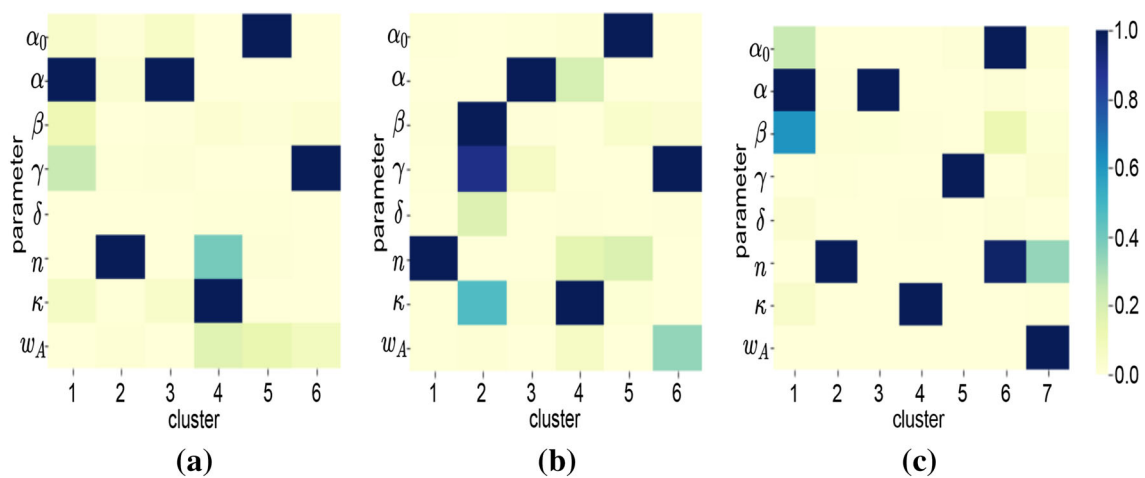 α0
α
β
γ
δ
η
κ
wA
parameter
1 2 3 4 5 6
cluster
(a)
α0
α
β
γ
δ
η
κ
wA
parameter
1 2 3 4 5 6
cluster
(b)
α0
α
β
γ
δ
η
κ
wA
parameter
1 2 3 4 5 6 7
cluster
(c)
1.0
0.8
0.6
0.4
0.2
0.0